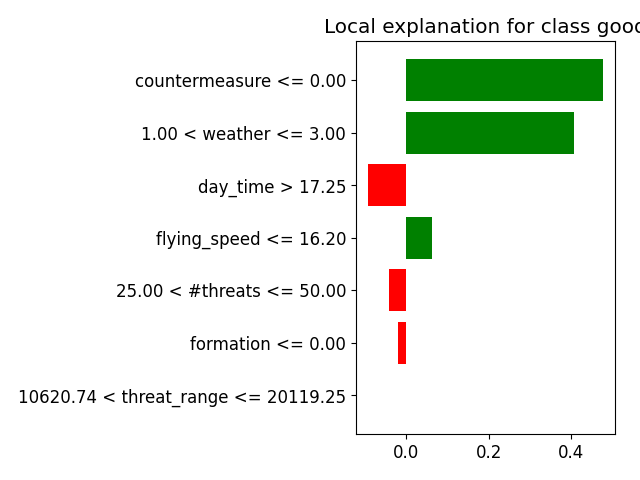 Local explanation for class good
countermeasure <= 0.00
1.00 < weather <= 3.00
day_time > 17.25
flying_speed <= 16.20
25.00 < #threats <= 50.00
formation <= 0.00
10620.74 < threat_range <= 20119.25
0.0 0.2 0.4